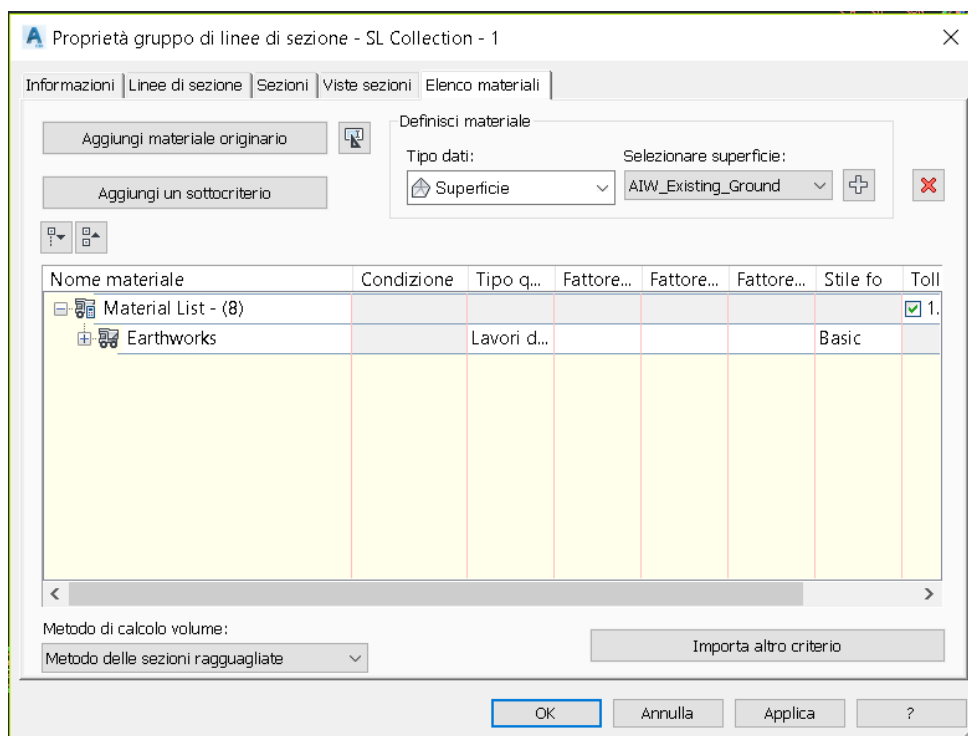 Proprietà gruppo di linee di sezione - SL Collection - 1
Informazioni Linee di sezione Sezioni Viste sezioni Elenco materiali
Aggiungi materiale originario
Definisci materiale
Tipo dati: Selezionare superficie:
Superficie AIW_Existing_Ground
Aggiungi un sottocriterio
Nome materiale Condizione Tipo q... Fattore... Fattore... Fattore... Stile fo Toll
Material List - (8) 1.
Earthworks Lavori d... Basic
Metodo di calcolo volume:
Metodo delle sezioni ragguagliate
Importa altro criterio
OK Annulla Applica ?